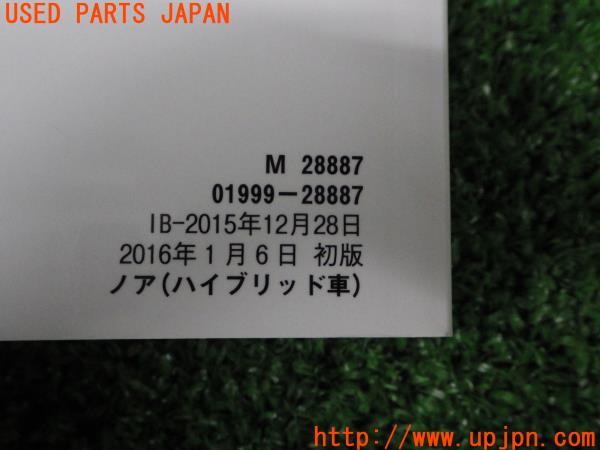 USED PARTS JAPAN
M 28887
01999-28887
IB-2015年12月28日
2016年1月6日 初版
ノア(ハイブリッド車)
http://www.upjpn.com